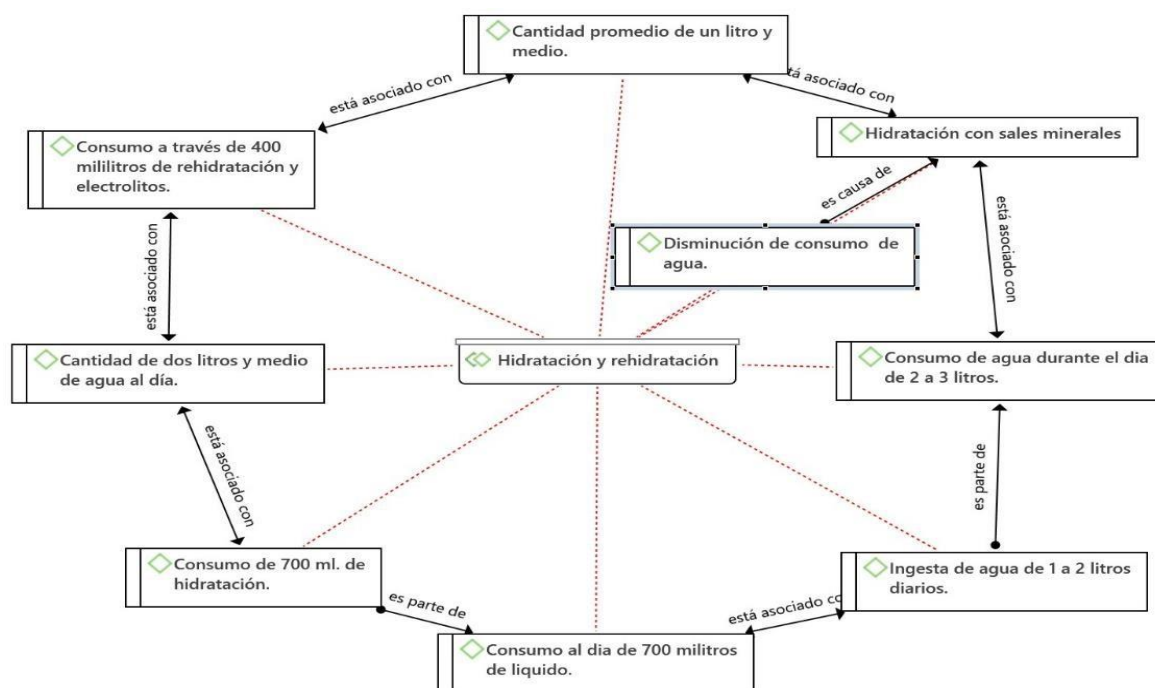 Cantidad promedio de un litro y
medio.
está asociado con
tá asociado con
Consumo a través de 400
mililitros de rehidratación y
electrolitos.
Hidratación con sales minerales
es causa de
Disminución de consumo de
agua.
está asociado con
está asociado con
Cantidad de dos litros y medio
de agua al día.
Hidratación y rehidratación
Consumo de agua durante el dia
de 2 a 3 litros.
está asociado con
es parte de
Consumo de 700 ml. de
hidratación.
Ingesta de agua de 1 a 2 litros
diarios.
es parte de
está asociado co
Consumo al dia de 700 militros
de liquido.